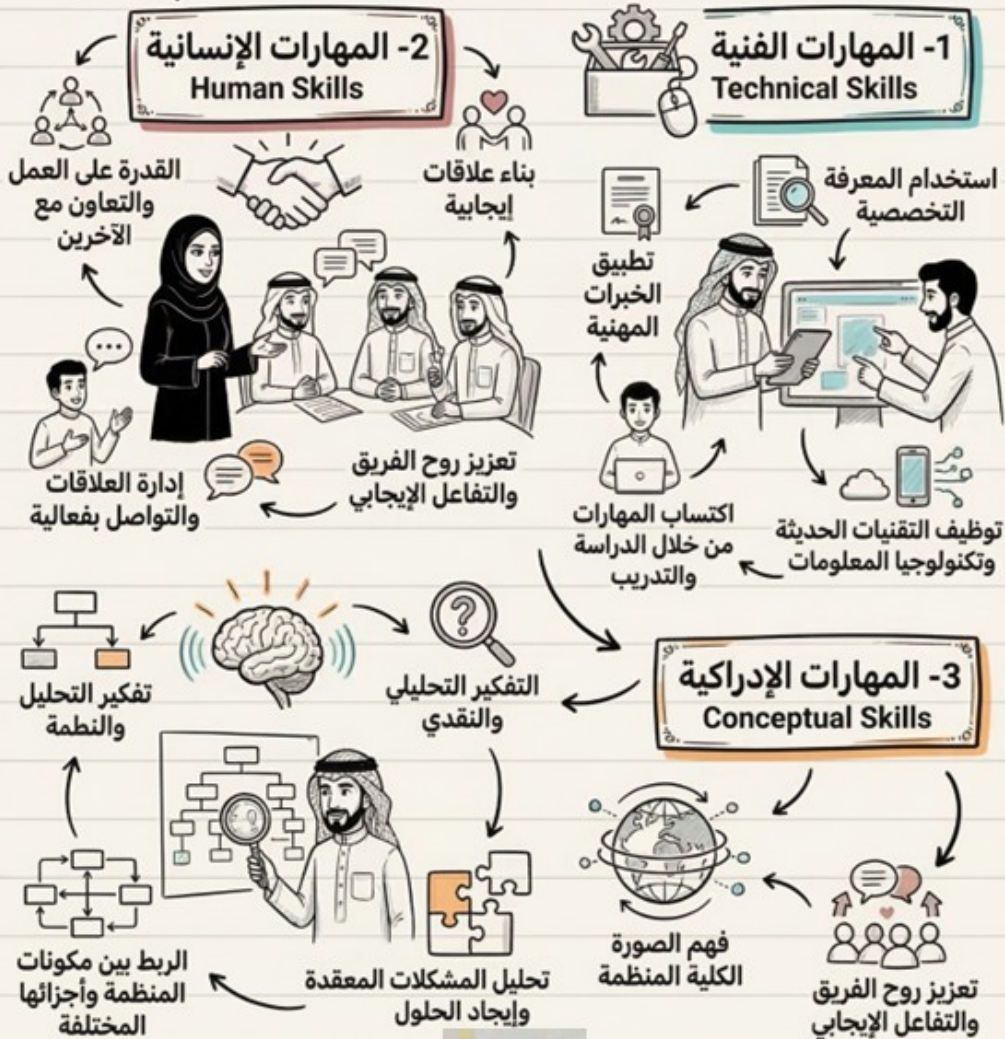 1- المهارات الفنية
Technical Skills
استخدام المعرفة
التخصصية
تطبيق
الخبرات
المهنية
اكتساب المهارات
من خلال الدراسة
والتدريب
توظيف التقنيات الحديثة
وتكنولوجيا المعلومات
2- المهارات الإنسانية
Human Skills
بناء علاقات
إيجابية
القدرة على العمل
والتعاون مع
الآخرين
تعزيز روح الفريق
والتفاعل الإيجابي
إدارة العلاقات
والتواصل بفعالية
3- المهارات الإدراكية
Conceptual Skills
التفكير التحليلي
والنقدي
تفكير التحليل
والنطمة
فهم الصورة
الكلية المنظمة
تعزيز روح الفريق
والتفاعل الإيجابي
تحليل المشكلات المعقدة
وإيجاد الحلول
الربط بين مكونات
المنظمة وأجزائها
المختلفة